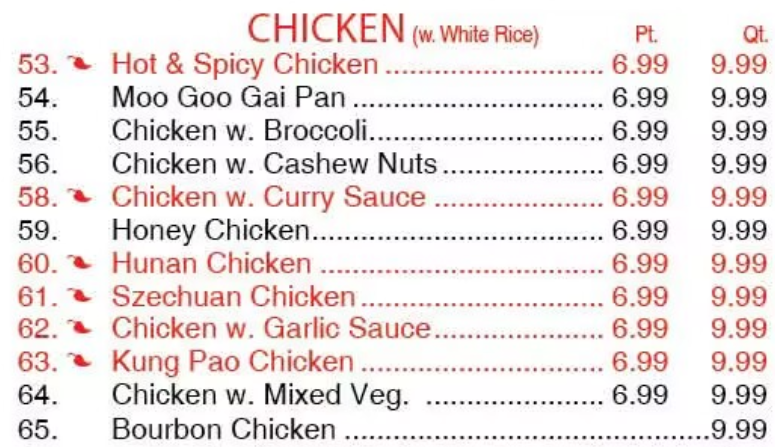 CHICKEN (w. White Rice) Pt. Qt.
53. Hot & Spicy Chicken ........................... 6.99 9.99
54. Moo Goo Gai Pan ............................... 6.99 9.99
55. Chicken w. Broccoli............................. 6.99 9.99
56. Chicken w. Cashew Nuts.................... 6.99 9.99
58. Chicken w. Curry Sauce ..................... 6.99 9.99
59. Honey Chicken.................................... 6.99 9.99
60. Hunan Chicken ................................... 6.99 9.99
61. Szechuan Chicken .............................. 6.99 9.99
62. Chicken w. Garlic Sauce..................... 6.99 9.99
63. Kung Pao Chicken .............................. 6.99 9.99
64. Chicken w. Mixed Veg. ...................... 6.99 9.99
65. Bourbon Chicken .............................................9.99